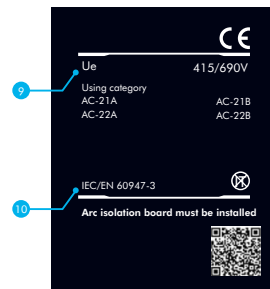 CE
9 Ue 415/690V
Using category
AC-21A AC-21B
AC-22A AC-22B
10 IEC/EN 60947-3
Arc isolation board must be installed